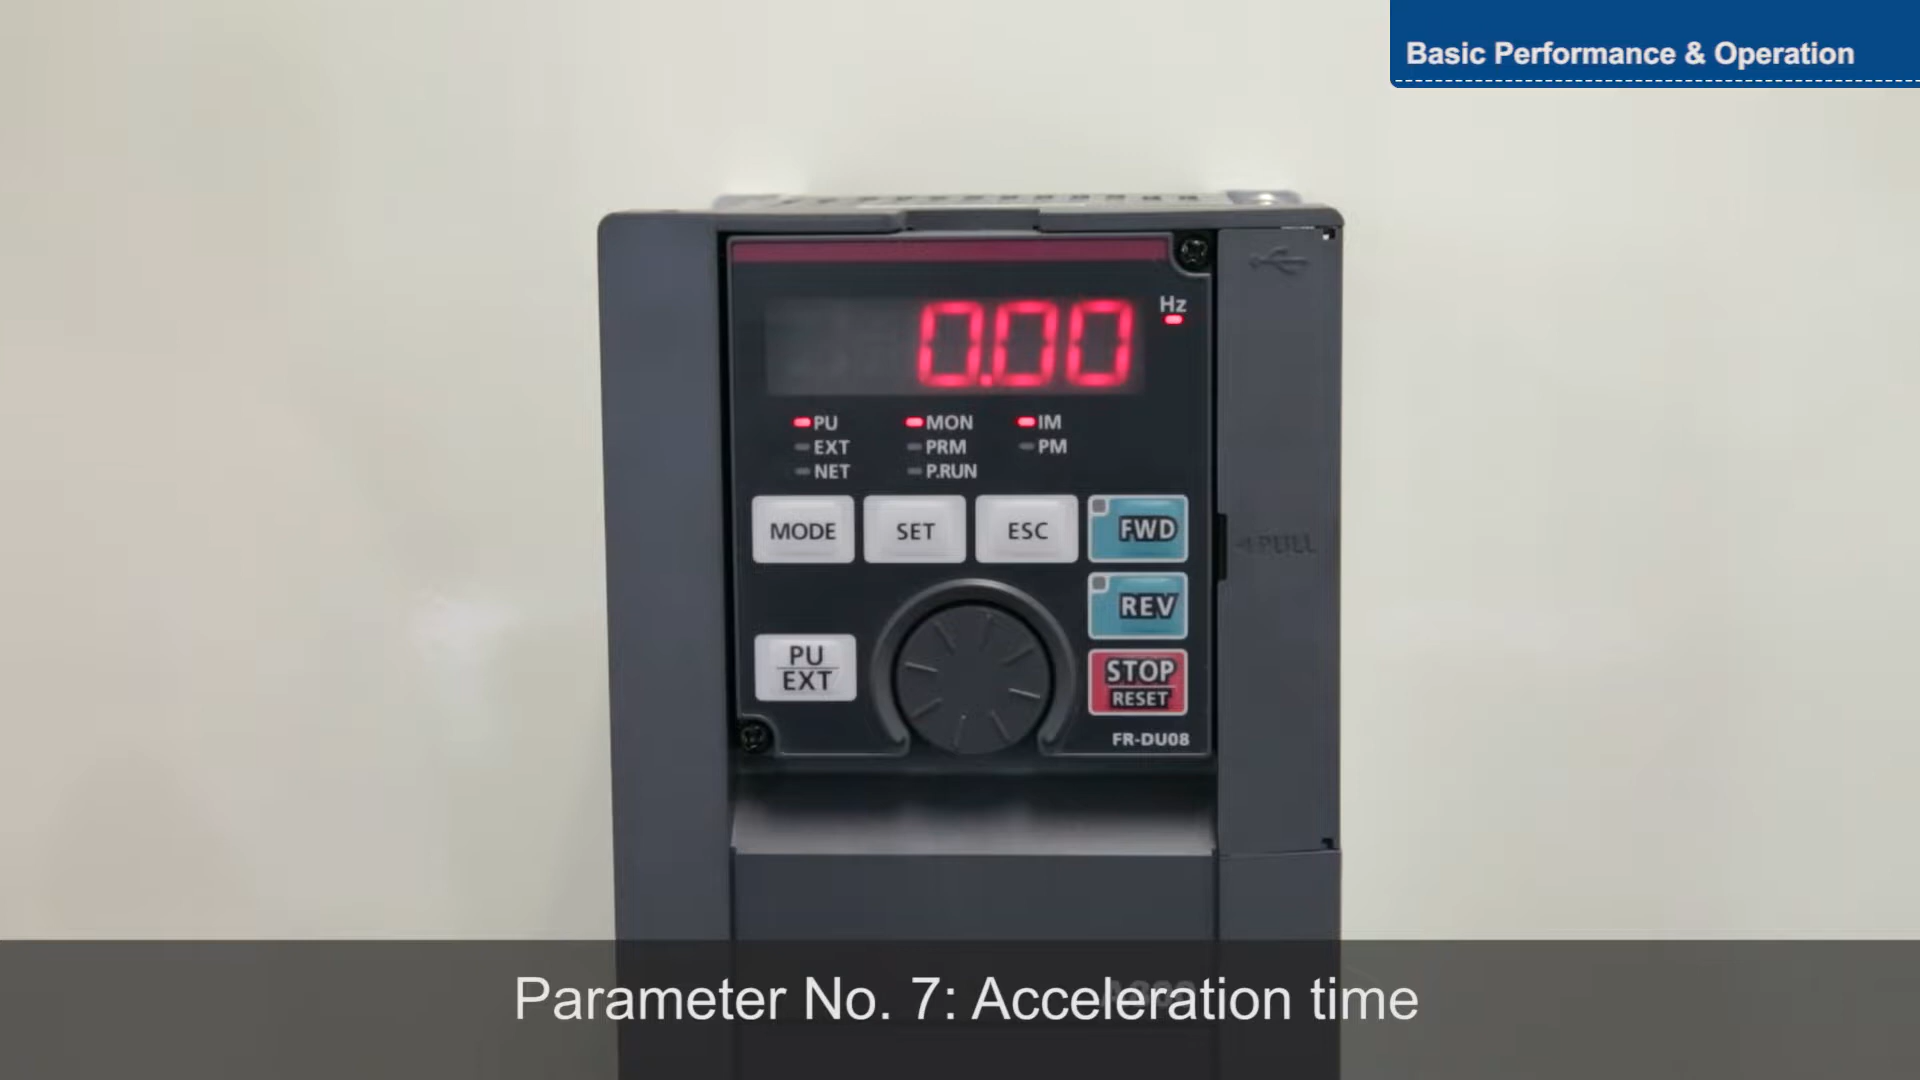 Basic Performance & Operation
0.00
Hz
PU
MON
IM
EXT
PRM
PM
NET
P.RUN
MODE
SET
ESC
FWD
REV
PU
EXT
STOP
RESET
FR-DU08
PULL
Parameter No. 7: Acceleration time